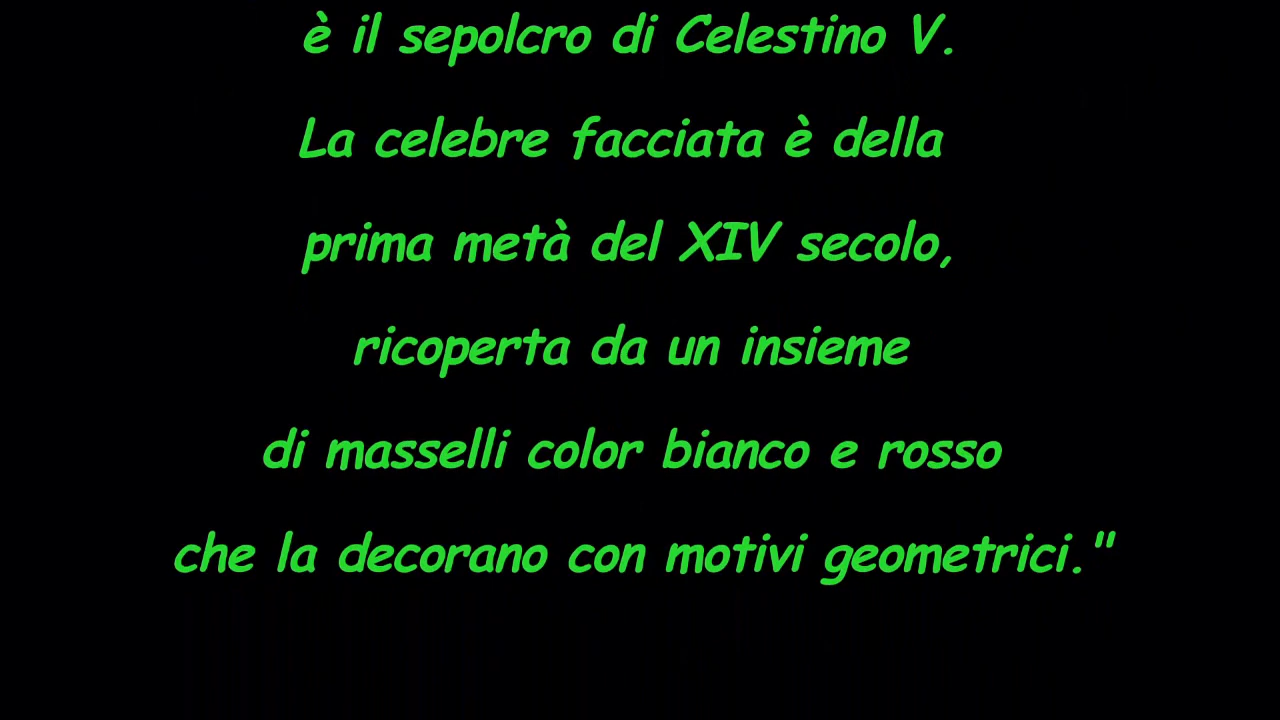 è il sepolcro di Celestino V.
La celebre facciata è della
prima metà del XIV secolo,
ricoperta da un insieme
di masselli color bianco e rosso
che la decorano con motivi geometrici."